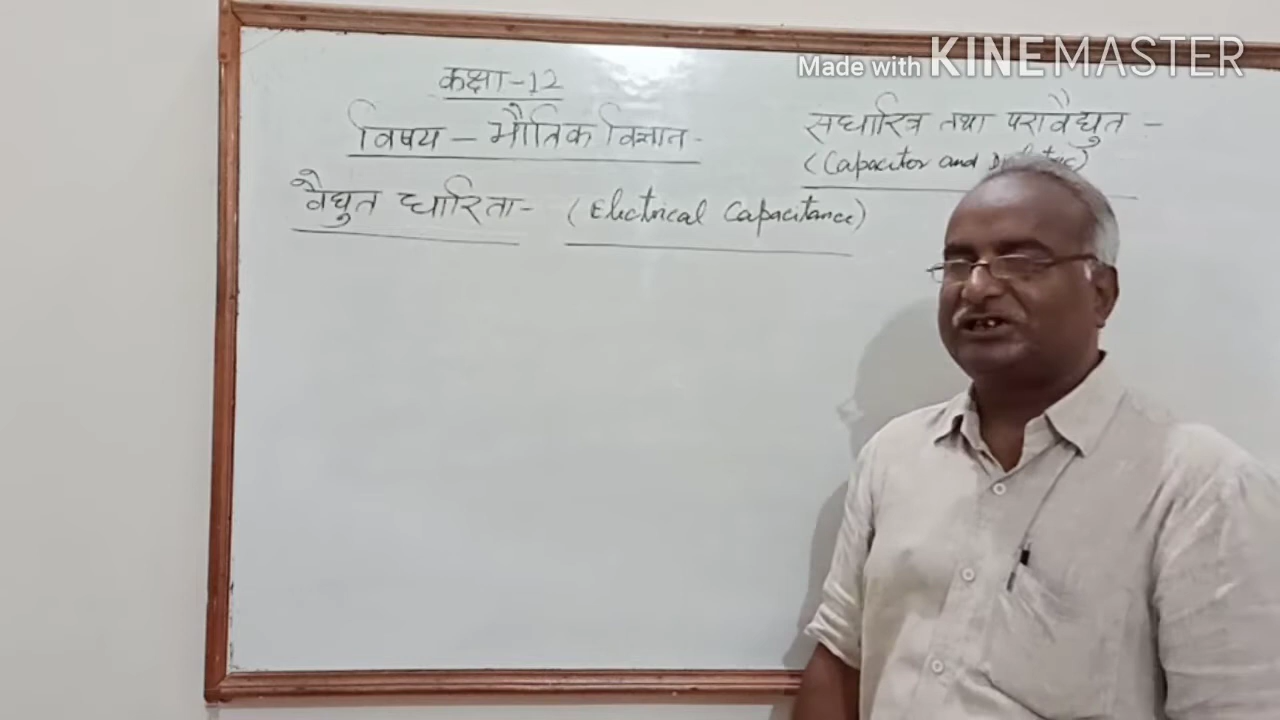 Made with KINEMASTER
कक्षा-12
विषय - भौतिक विज्ञान -
संधारित्र तथा परावैद्युत -
(Capacitor and
वैद्युत धारिता - (Electrical Capacitance)